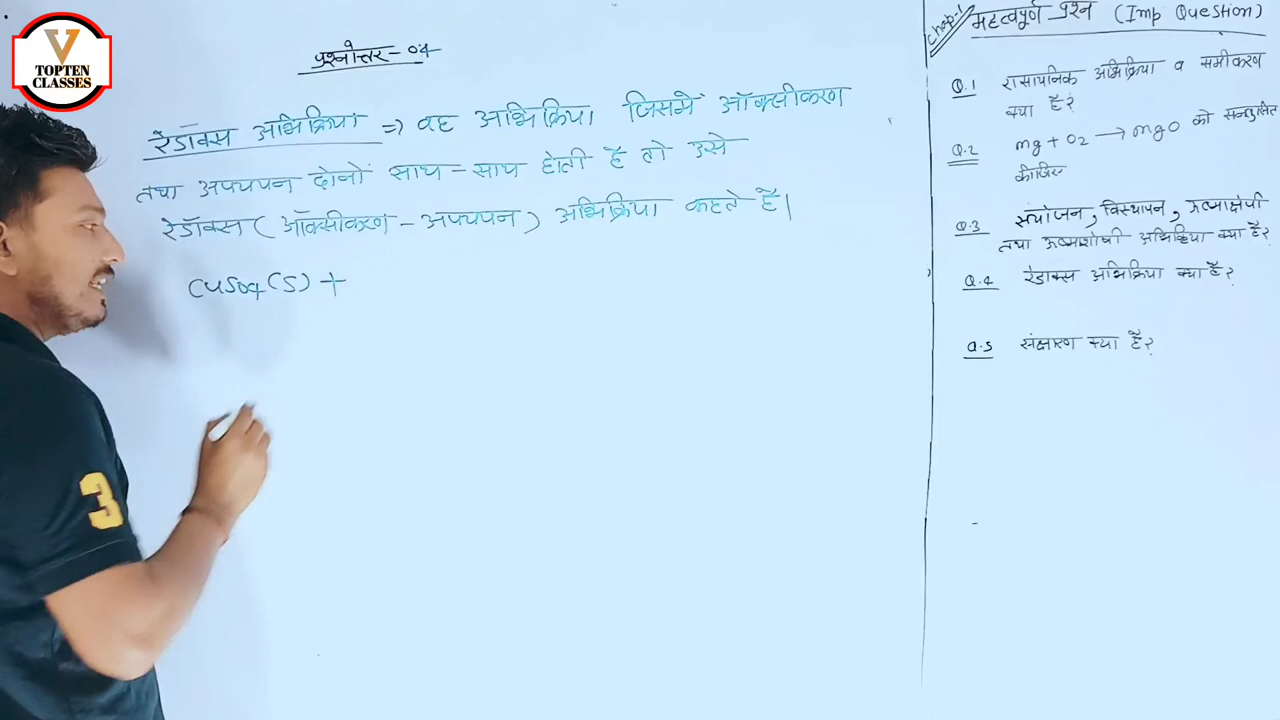 V
TOPTEN
CLASSES
प्रश्नोत्तर - 04
रेडॉक्स अभिक्रिया => वह अभिक्रिया जिसमें ऑक्सीकरण
तथा अपचयन दोनों साथ - साथ होती है तो उसे
रेडॉक्स ( ऑक्सीकरण - अपचयन ) अभिक्रिया कहते हैं।
CuSO4(S) +
3
Chap-1
महत्वपूर्ण प्रश्न (Imp Question)
Q.1 रासायनिक अभिक्रिया व समीकरण
क्या है?
Q.2 mg + O2 → mgO को सन्तुलित
कीजिए
Q.3 संयोजन, विस्थापन, ऊष्माक्षेपी
तथा ऊष्माशोषी अभिक्रिया क्या है?
Q.4 रेडाक्स अभिक्रिया क्या है?
Q.5 संक्षारण क्या है?